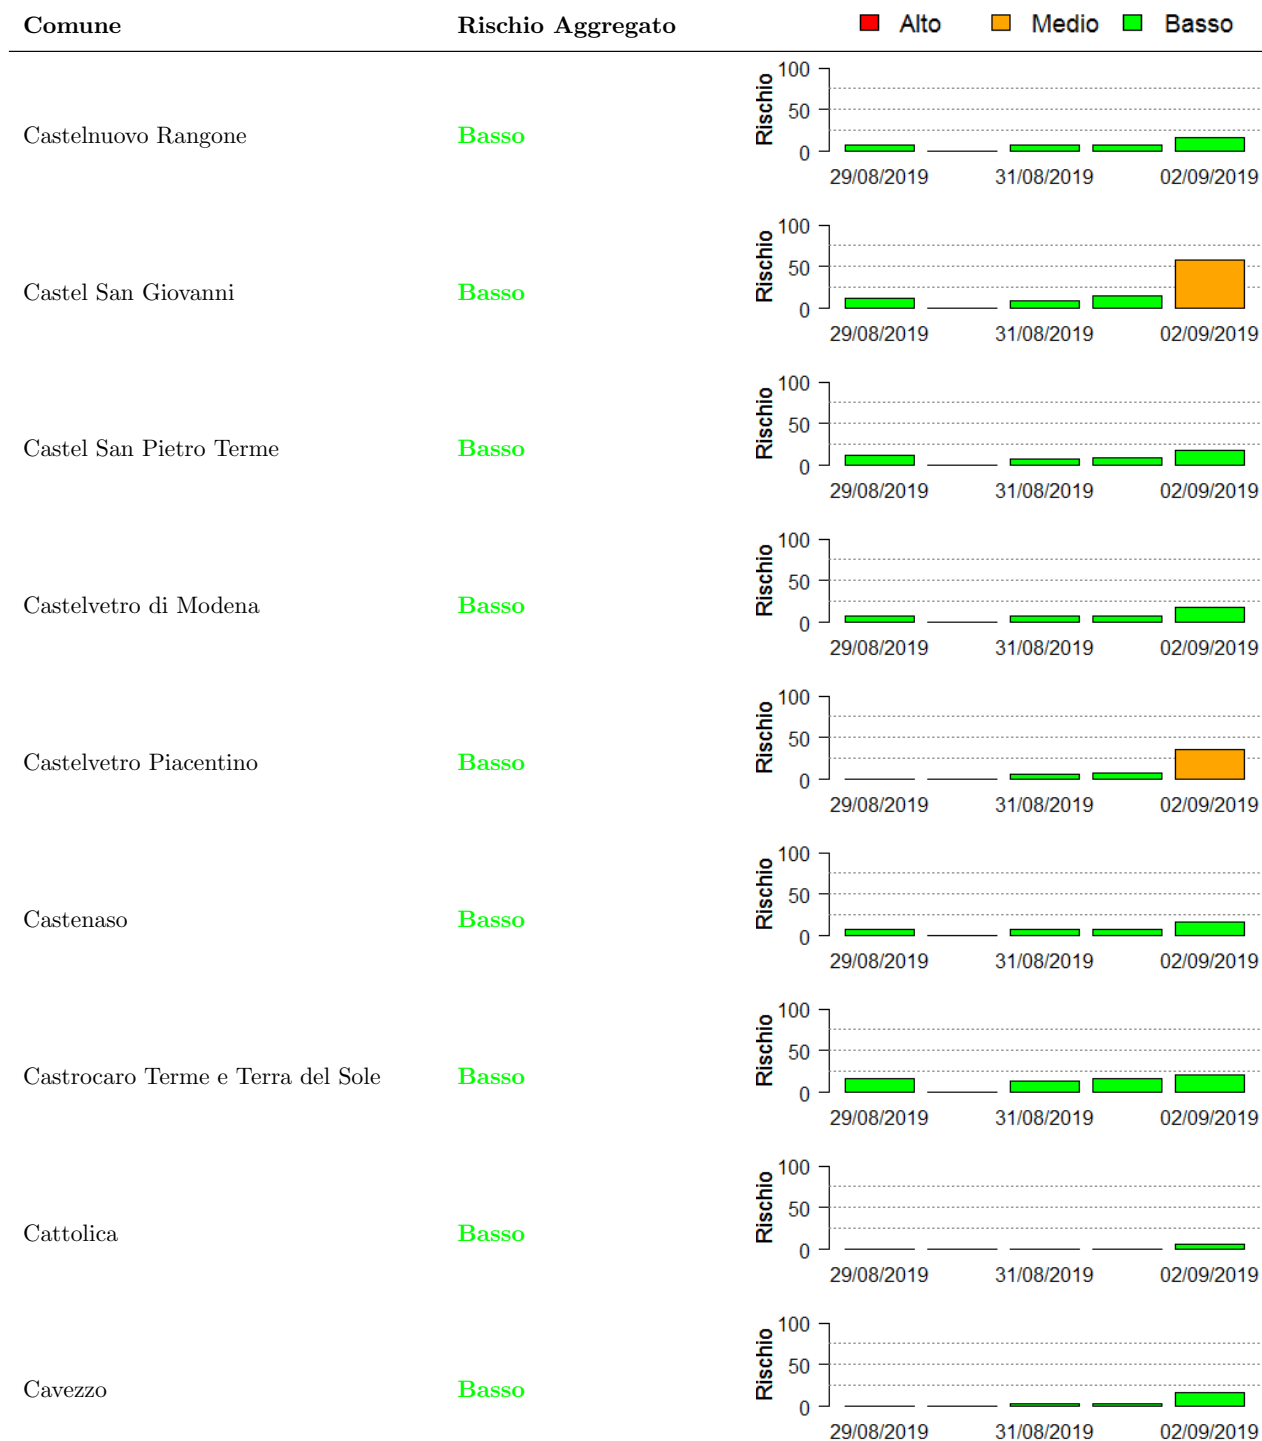 Comune Rischio Aggregato Alto Medio Basso
Castelnuovo Rangone Basso
Rischio
100
50
0
29/08/2019 31/08/2019 02/09/2019
Castel San Giovanni Basso
Rischio
100
50
0
29/08/2019 31/08/2019 02/09/2019
Castel San Pietro Terme Basso
Rischio
100
50
0
29/08/2019 31/08/2019 02/09/2019
Castelvetro di Modena Basso
Rischio
100
50
0
29/08/2019 31/08/2019 02/09/2019
Castelvetro Piacentino Basso
Rischio
100
50
0
29/08/2019 31/08/2019 02/09/2019
Castenaso Basso
Rischio
100
50
0
29/08/2019 31/08/2019 02/09/2019
Castrocaro Terme e Terra del Sole Basso
Rischio
100
50
0
29/08/2019 31/08/2019 02/09/2019
Cattolica Basso
Rischio
100
50
0
29/08/2019 31/08/2019 02/09/2019
Cavezzo Basso
Rischio
100
50
0
29/08/2019 31/08/2019 02/09/2019